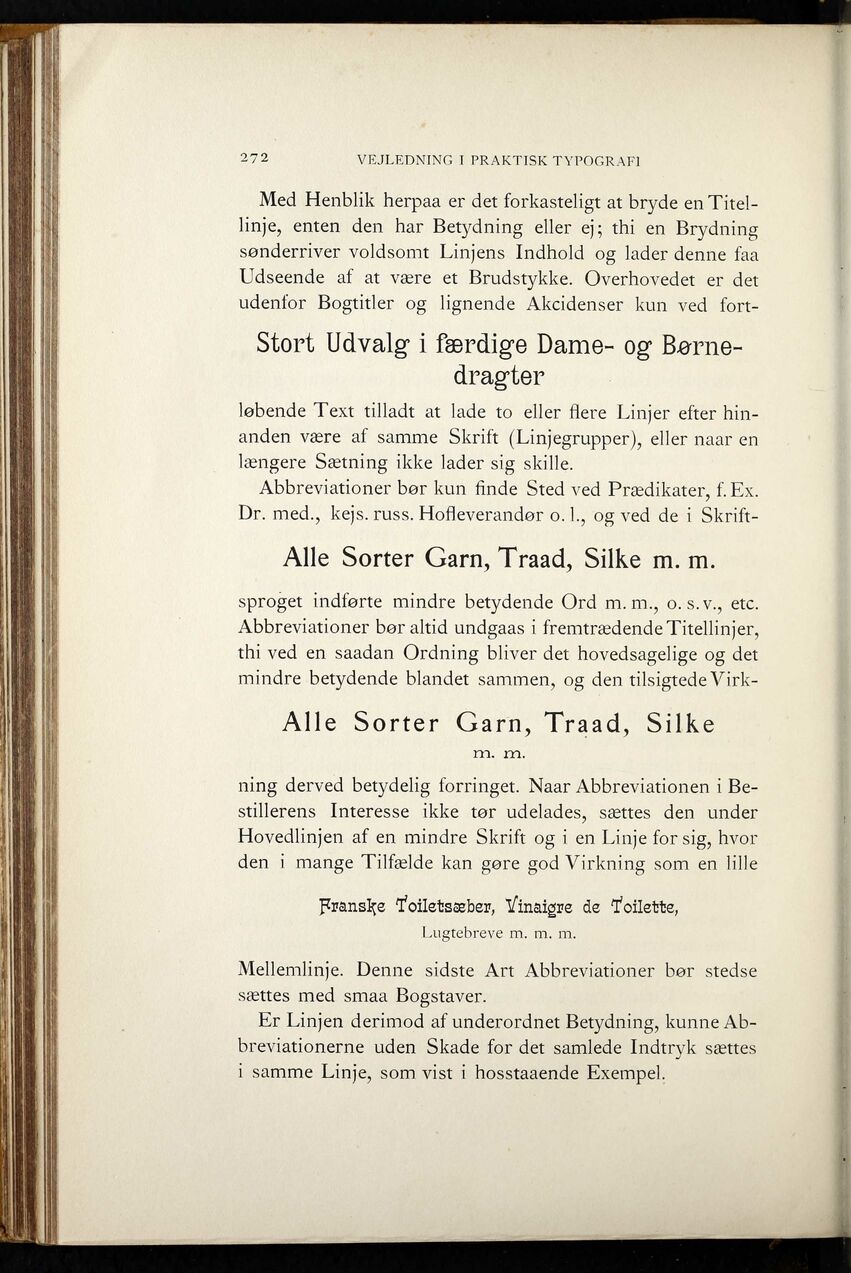 272 VEJLEDNING I PRAKTISK TYPOGRAFI
Med Henblik herpaa er det forkasteligt at bryde en Titel-
linje, enten den har Betydning eller ej; thi en Brydning
sønderriver voldsomt Linjens Indhold og lader denne faa
Udseende af at være et Brudstykke. Overhovedet er det
udenfor Bogtitler og lignende Akcidenser kun ved fort-
Stort Udvalg i færdige Dame- og Børne-
dragter
løbende Text tilladt at lade to eller flere Linjer efter hin-
anden være af samme Skrift (Linjegrupper), eller naar en
længere Sætning ikke lader sig skille.
Abbreviationer bør kun finde Sted ved Prædikater, f. Ex.
Dr. med., kejs. russ. Hofleverandør o. l., og ved de i Skrift-
Alle Sorter Garn, Traad, Silke m. m.
sproget indførte mindre betydende Ord m. m., o. s. v., etc.
Abbreviationer bør altid undgaas i fremtrædende Titellinjer,
thi ved en saadan Ordning bliver det hovedsagelige og det
mindre betydende blandet sammen, og den tilsigtede Virk-
Alle Sorter Garn, Traad, Silke
m. m.
ning derved betydelig forringet. Naar Abbreviationen i Be-
stillerens Interesse ikke tør udelades, sættes den under
Hovedlinjen af en mindre Skrift og i en Linje for sig, hvor
den i mange Tilfælde kan gøre god Virkning som en lille
Franske Toiletsæber, Vinaigre de Toilette,
Lugtebreve m. m. m.
Mellemlinje. Denne sidste Art Abbreviationer bør stedse
sættes med smaa Bogstaver.
Er Linjen derimod af underordnet Betydning, kunne Ab-
breviationerne uden Skade for det samlede Indtryk sættes
i samme Linje, som vist i hosstaaende Exempel.